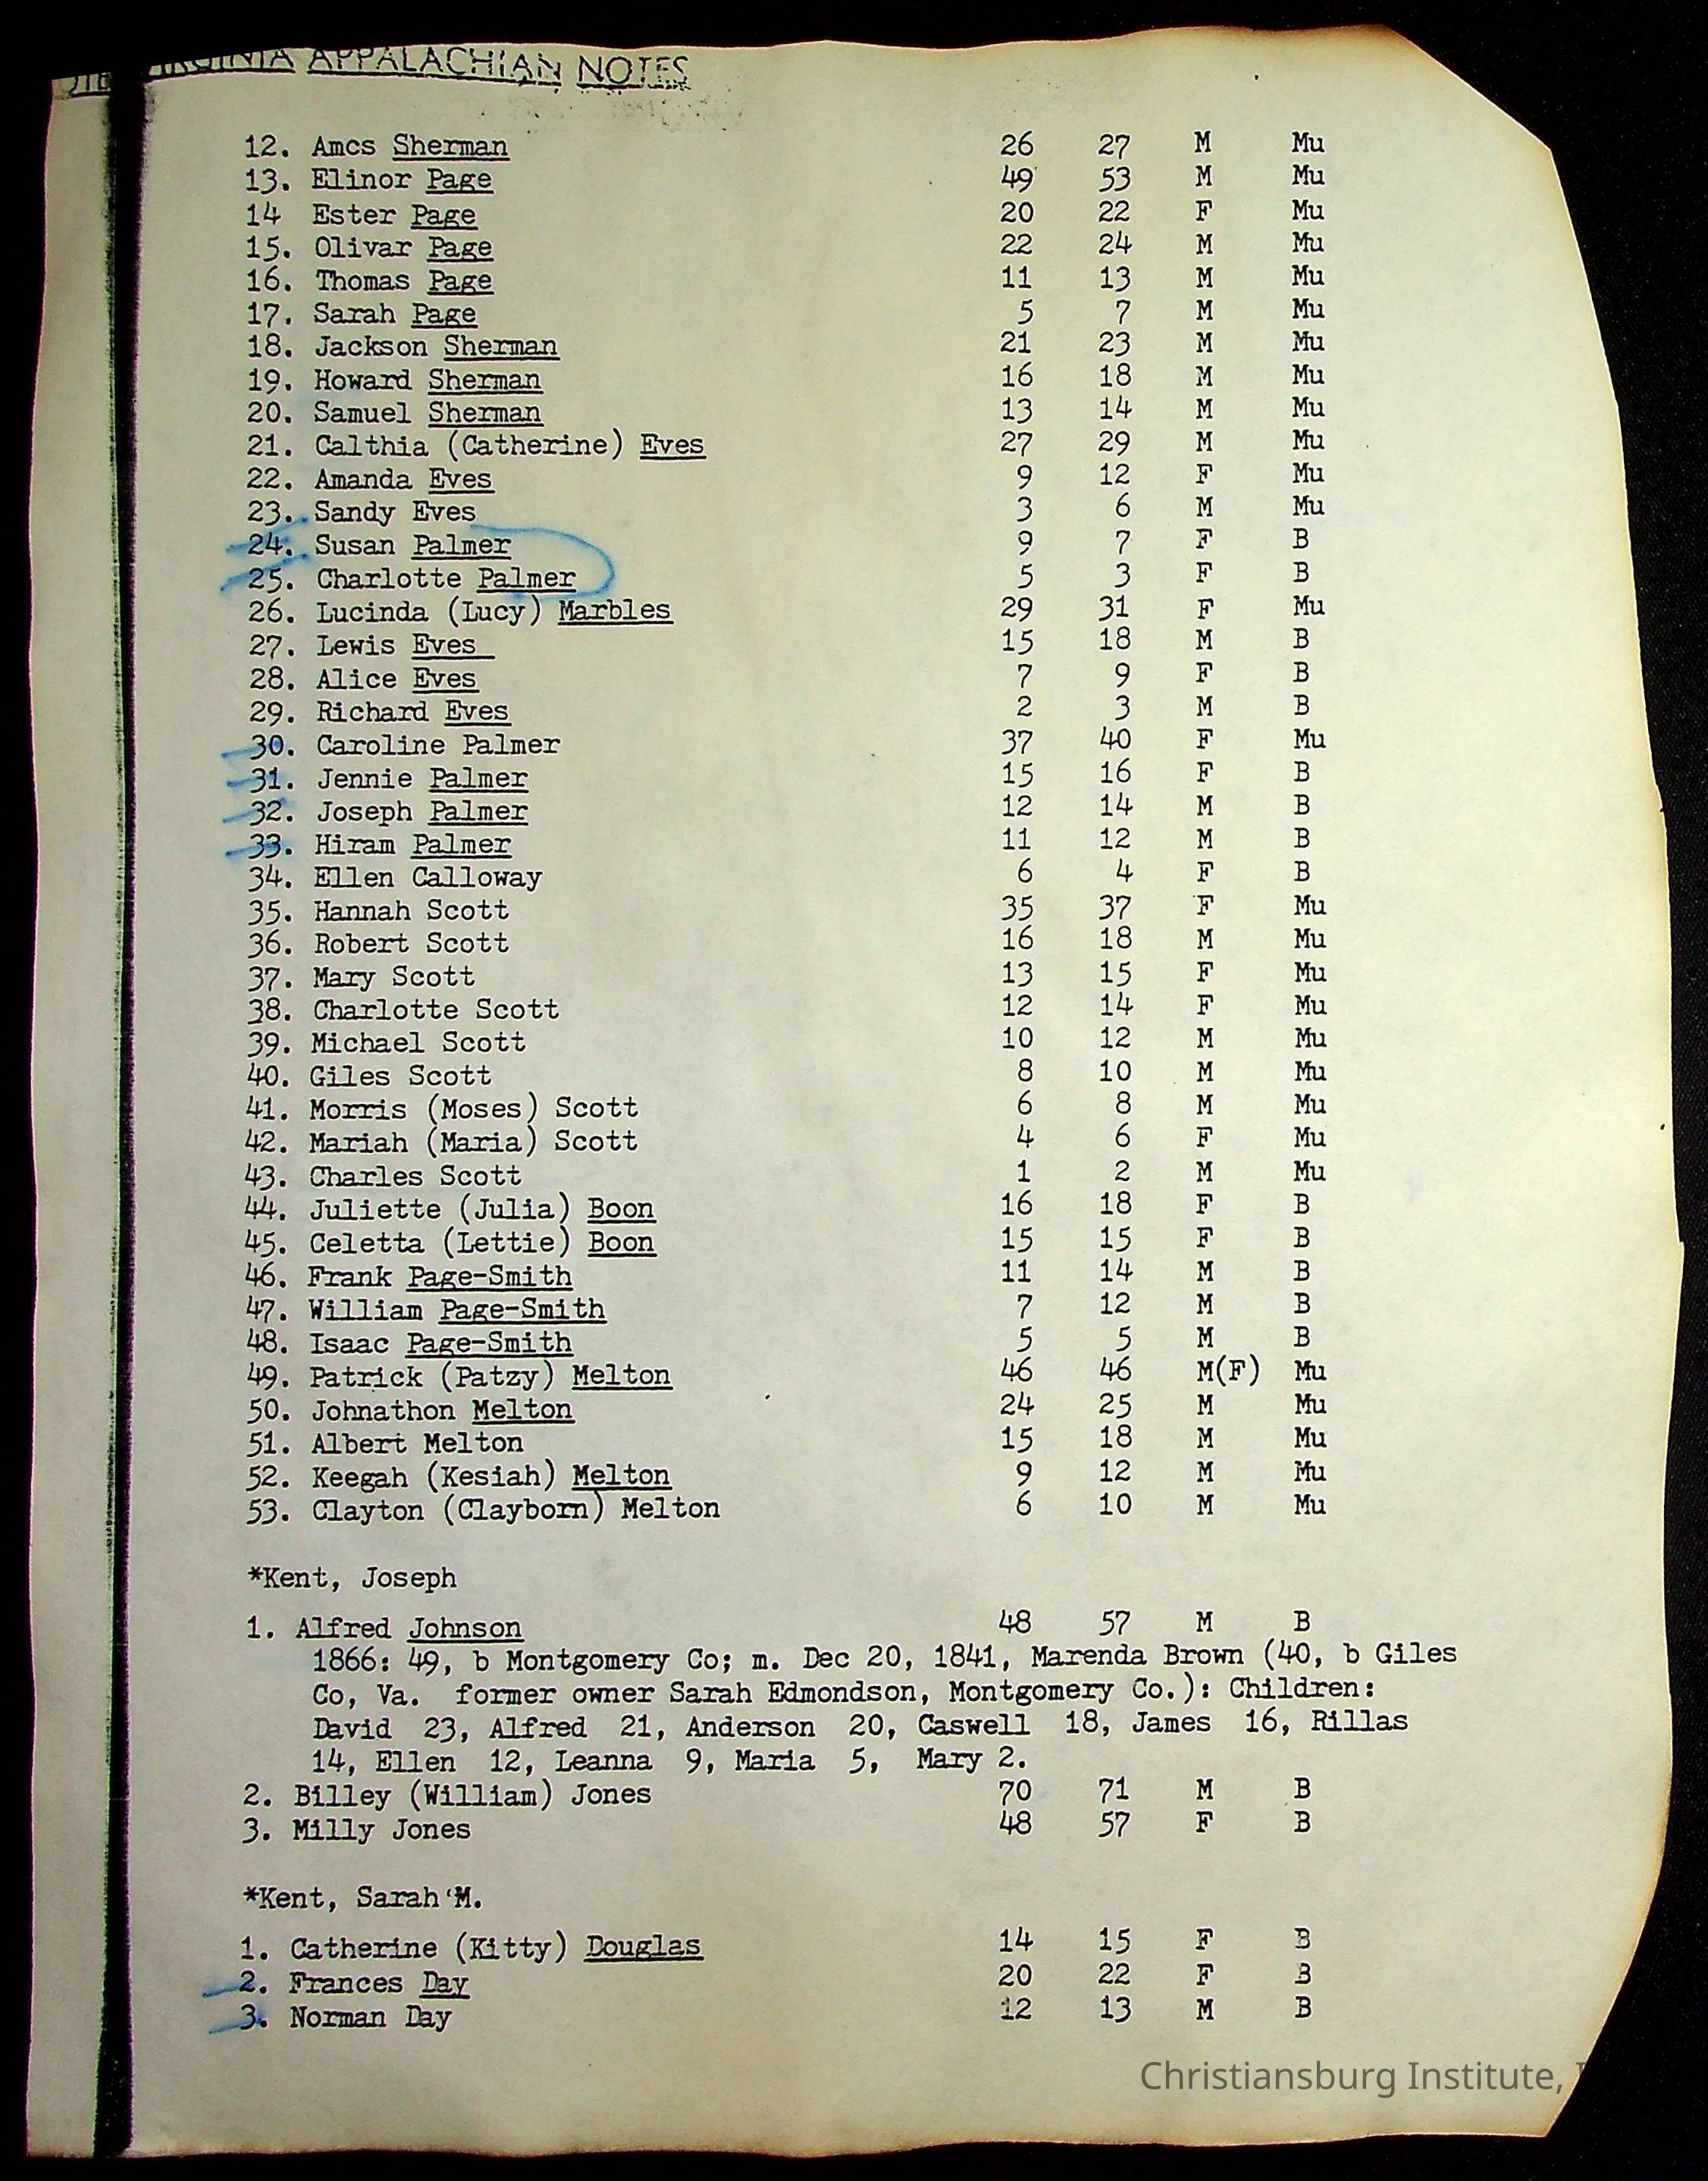 VIRGINIA APPALACHIAN NOTES
12. Amcs Sherman 26 27 M Mu
13. Elinor Page 49 53 M Mu
14 Ester Page 20 22 F Mu
15. Olivar Page 22 24 M Mu
16. Thomas Page 11 13 M Mu
17. Sarah Page 5 7 M Mu
18. Jackson Sherman 21 23 M Mu
19. Howard Sherman 16 18 M Mu
20. Samuel Sherman 13 14 M Mu
21. Calthia (Catherine) Eves 27 29 M Mu
22. Amanda Eves 9 12 F Mu
23. Sandy Eves 3 6 M Mu
24. Susan Palmer 9 7 F B
25. Charlotte Palmer 5 3 F B
26. Lucinda (Lucy) Marbles 29 31 F Mu
27. Lewis Eves 15 18 M B
28. Alice Eves 7 9 F B
29. Richard Eves 2 3 M B
30. Caroline Palmer 37 40 F Mu
31. Jennie Palmer 15 16 F B
32. Joseph Palmer 12 14 M B
33. Hiram Palmer 11 12 M B
34. Ellen Calloway 6 4 F B
35. Hannah Scott 35 37 F Mu
36. Robert Scott 16 18 M Mu
37. Mary Scott 13 15 F Mu
38. Charlotte Scott 12 14 F Mu
39. Michael Scott 10 12 M Mu
40. Giles Scott 8 10 M Mu
41. Morris (Moses) Scott 6 8 M Mu
42. Mariah (Maria) Scott 4 6 F Mu
43. Charles Scott 1 2 M Mu
44. Juliette (Julia) Boon 16 18 F B
45. Celetta (Lettie) Boon 15 15 F B
46. Frank Page-Smith 11 14 M B
47. William Page-Smith 7 12 M B
48. Isaac Page-Smith 5 5 M B
49. Patrick (Patzy) Melton 46 46 M(F) Mu
50. Johnathon Melton 24 25 M Mu
51. Albert Melton 15 18 M Mu
52. Keegah (Kesiah) Melton 9 12 M Mu
53. Clayton (Clayborn) Melton 6 10 M Mu
*Kent, Joseph
1. Alfred Johnson 48 57 M B
1866: 49, b Montgomery Co; m. Dec 20, 1841, Marenda Brown (40, b Giles
Co, Va. former owner Sarah Edmondson, Montgomery Co.): Children:
David 23, Alfred 21, Anderson 20, Caswell 18, James 16, Rillas
14, Ellen 12, Leanna 9, Maria 5, Mary 2.
2. Billey (William) Jones 70 71 M B
3. Milly Jones 48 57 F B
*Kent, Sarah M.
1. Catherine (Kitty) Douglas 14 15 F B
2. Frances Day 20 22 F B
3. Norman Day 12 13 M B
Christiansburg Institute,